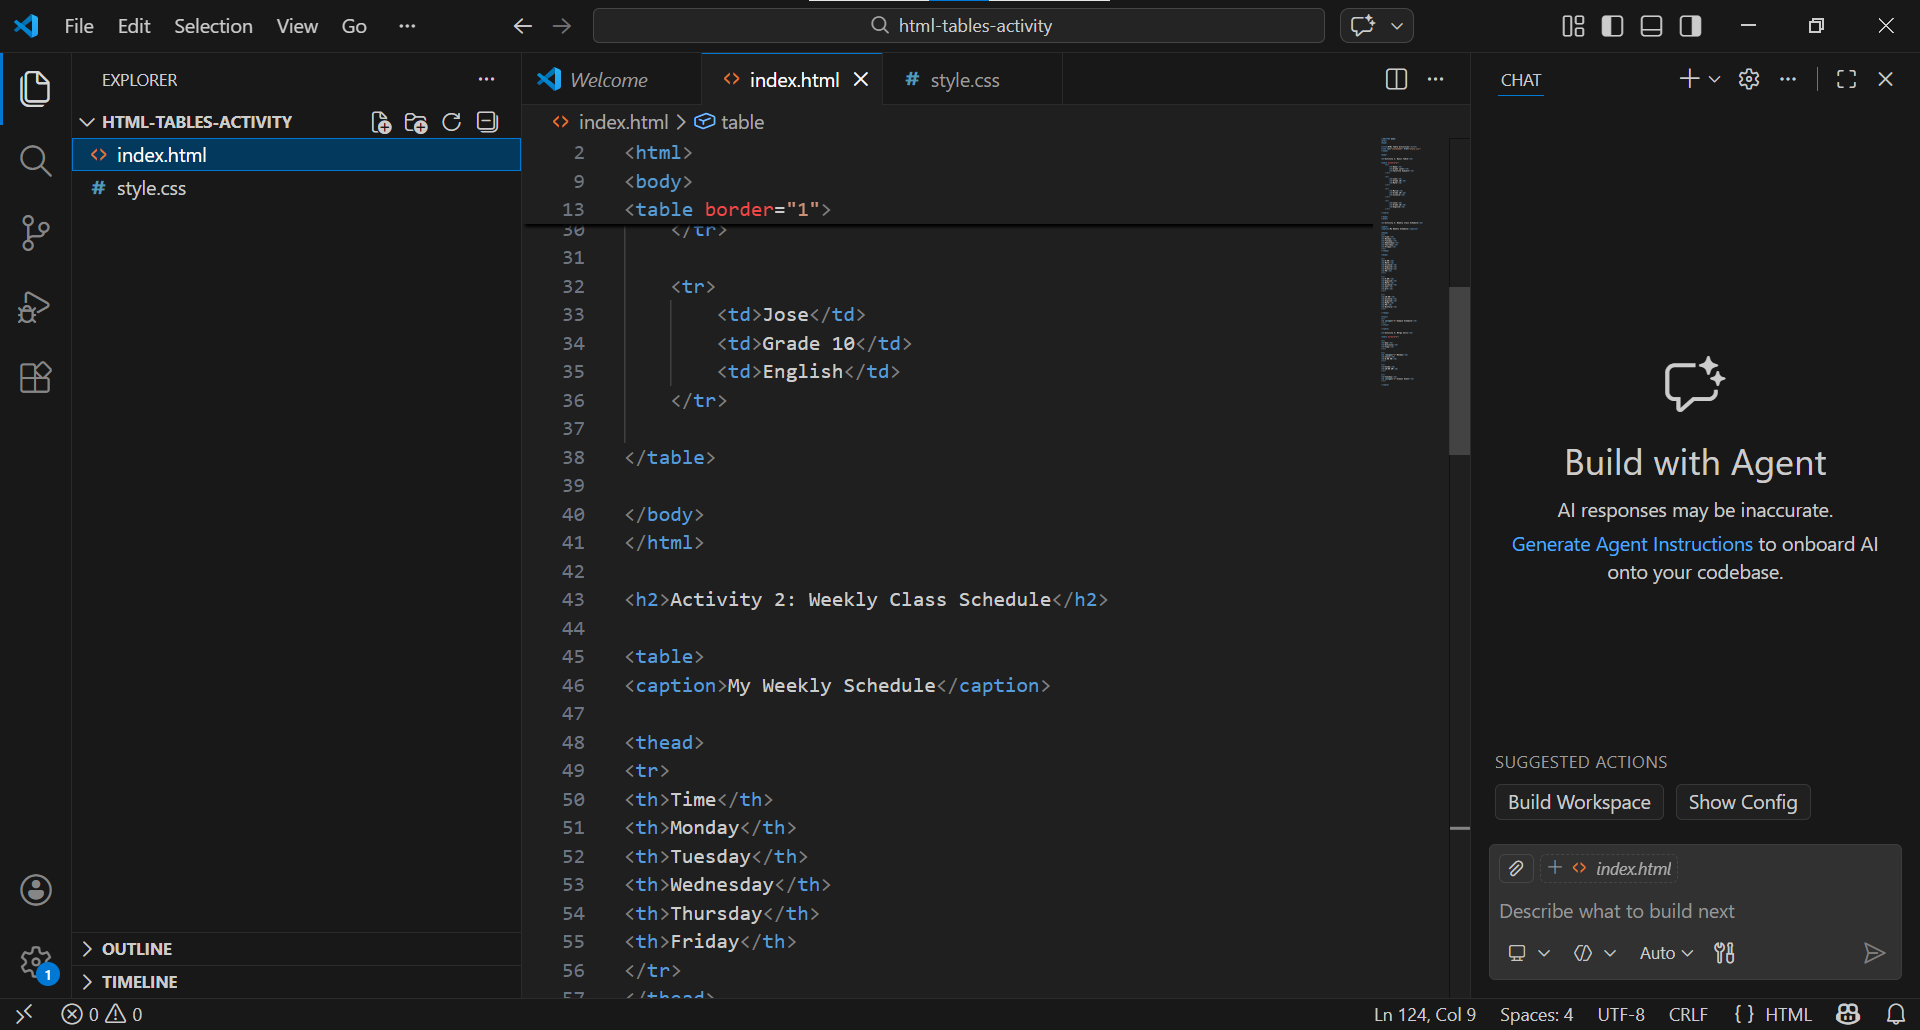 File Edit Selection View Go ··· html-tables-activity
EXPLORER
HTML-TABLES-ACTIVITY
index.html
style.css
OUTLINE
TIMELINE
Welcome index.html style.css
index.html > table
2 <html>
9 <body>
13 <table border="1">
30 </tr>
31
32 <tr>
33 <td>Jose</td>
34 <td>Grade 10</td>
35 <td>English</td>
36 </tr>
37
38 </table>
39
40 </body>
41 </html>
42
43 <h2>Activity 2: Weekly Class Schedule</h2>
44
45 <table>
46 <caption>My Weekly Schedule</caption>
47
48 <thead>
49 <tr>
50 <th>Time</th>
51 <th>Monday</th>
52 <th>Tuesday</th>
53 <th>Wednesday</th>
54 <th>Thursday</th>
55 <th>Friday</th>
56 </tr>
57 </thead>
CHAT
Build with Agent
AI responses may be inaccurate.
Generate Agent Instructions to onboard AI
onto your codebase.
SUGGESTED ACTIONS
Build Workspace Show Config
index.html
Describe what to build next
Auto
1
0 0 Ln 124, Col 9 Spaces: 4 UTF-8 CRLF { } HTML